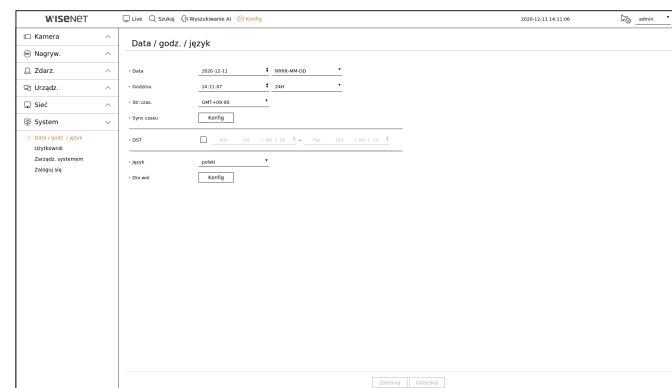 WISENET
Live Szukaj Wyszukiwanie AI Konfig
2020-12-11 14:11:06
admin
Kamera
Nagryw.
Zdarz.
Urządz.
Sieć
System
Data / godz. / język
Użytkownik
Zarządz. systemem
Zaloguj się
Data / godz. / język
Data 2020-12-11 RRRR-MM-DD
Godzina 14:11:07 24H
Str.czas. GMT+09:00
Sync czasu Konfig
DST
Język polski
Dni wol Konfig
Zastosuj Odzyskaj